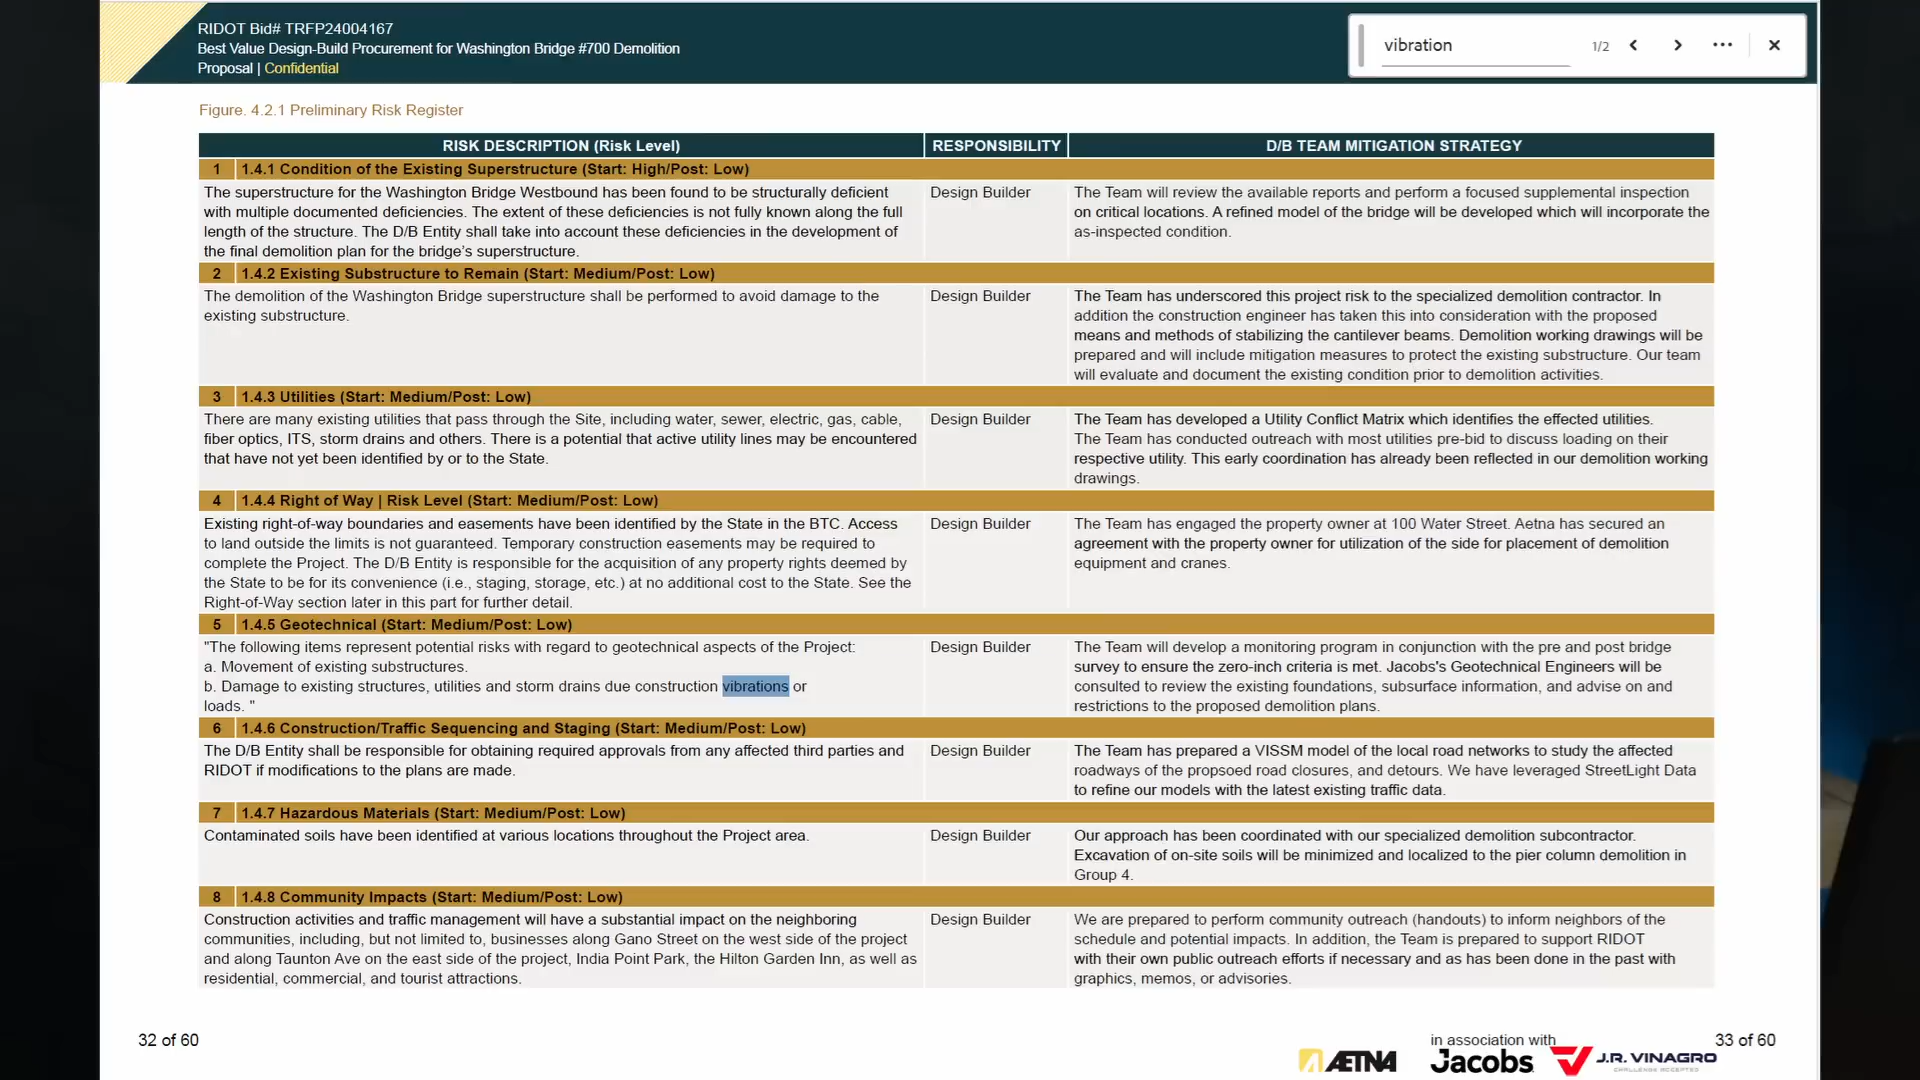 RIDOT Bid# TRFP24004167
Best Value Design-Build Procurement for Washington Bridge #700 Demolition
Proposal | Confidential
vibration
1/2
Figure. 4.2.1 Preliminary Risk Register
RISK DESCRIPTION (Risk Level) RESPONSIBILITY D/B TEAM MITIGATION STRATEGY
1 1.4.1 Condition of the Existing Superstructure (Start: High/Post: Low)
The superstructure for the Washington Bridge Westbound has been found to be structurally deficient
with multiple documented deficiencies. The extent of these deficiencies is not fully known along the full
length of the structure. The D/B Entity shall take into account these deficiencies in the development of
the final demolition plan for the bridge's superstructure.
Design Builder
The Team will review the available reports and perform a focused supplemental inspection
on critical locations. A refined model of the bridge will be developed which will incorporate the
as-inspected condition.
2 1.4.2 Existing Substructure to Remain (Start: Medium/Post: Low)
The demolition of the Washington Bridge superstructure shall be performed to avoid damage to the
existing substructure.
Design Builder
The Team has underscored this project risk to the specialized demolition contractor. In
addition the construction engineer has taken this into consideration with the proposed
means and methods of stabilizing the cantilever beams. Demolition working drawings will be
prepared and will include mitigation measures to protect the existing substructure. Our team
will evaluate and document the existing condition prior to demolition activities.
3 1.4.3 Utilities (Start: Medium/Post: Low)
There are many existing utilities that pass through the Site, including water, sewer, electric, gas, cable,
fiber optics, ITS, storm drains and others. There is a potential that active utility lines may be encountered
that have not yet been identified by or to the State.
Design Builder
The Team has developed a Utility Conflict Matrix which identifies the effected utilities.
The Team has conducted outreach with most utilities pre-bid to discuss loading on their
respective utility. This early coordination has already been reflected in our demolition working
drawings.
4 1.4.4 Right of Way | Risk Level (Start: Medium/Post: Low)
Existing right-of-way boundaries and easements have been identified by the State in the BTC. Access
to land outside the limits is not guaranteed. Temporary construction easements may be required to
complete the Project. The D/B Entity is responsible for the acquisition of any property rights deemed by
the State to be for its convenience (i.e., staging, storage, etc.) at no additional cost to the State. See the
Right-of-Way section later in this part for further detail.
Design Builder
The Team has engaged the property owner at 100 Water Street. Aetna has secured an
agreement with the property owner for utilization of the side for placement of demolition
equipment and cranes.
5 1.4.5 Geotechnical (Start: Medium/Post: Low)
"The following items represent potential risks with regard to geotechnical aspects of the Project:
a. Movement of existing substructures.
b. Damage to existing structures, utilities and storm drains due construction vibrations or
loads. "
Design Builder
The Team will develop a monitoring program in conjunction with the pre and post bridge
survey to ensure the zero-inch criteria is met. Jacobs's Geotechnical Engineers will be
consulted to review the existing foundations, subsurface information, and advise on and
restrictions to the proposed demolition plans.
6 1.4.6 Construction/Traffic Sequencing and Staging (Start: Medium/Post: Low)
The D/B Entity shall be responsible for obtaining required approvals from any affected third parties and
RIDOT if modifications to the plans are made.
Design Builder
The Team has prepared a VISSM model of the local road networks to study the affected
roadways of the propsoed road closures, and detours. We have leveraged StreetLight Data
to refine our models with the latest existing traffic data.
7 1.4.7 Hazardous Materials (Start: Medium/Post: Low)
Contaminated soils have been identified at various locations throughout the Project area.
Design Builder
Our approach has been coordinated with our specialized demolition subcontractor.
Excavation of on-site soils will be minimized and localized to the pier column demolition in
Group 4.
8 1.4.8 Community Impacts (Start: Medium/Post: Low)
Construction activities and traffic management will have a substantial impact on the neighboring
communities, including, but not limited to, businesses along Gano Street on the west side of the project
and along Taunton Ave on the east side of the project, India Point Park, the Hilton Garden Inn, as well as
residential, commercial, and tourist attractions.
Design Builder
We are prepared to perform community outreach (handouts) to inform neighbors of the
schedule and potential impacts. In addition, the Team is prepared to support RIDOT
with their own public outreach efforts if necessary and as has been done in the past with
graphics, memos, or advisories.
32 of 60
in association with
33 of 60
ÆTNA
Jacobs
J.R. VINAGRO
CHALLENGE ACCEPTED